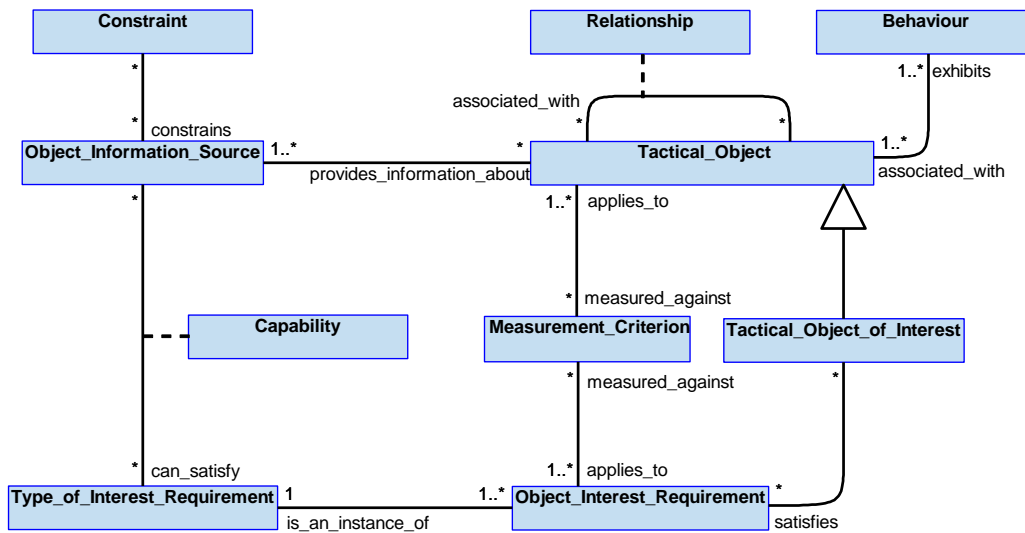 Constraint
Relationship
Behaviour
*
1..*
exhibits
associated_with
*
constrains
*
*
1..*
Object_Information_Source
1..*
*
Tactical_Object
provides_information_about
associated_with
*
1..*
applies_to
*
measured_against
Capability
Measurement_Criterion
Tactical_Object_of_Interest
*
measured_against
*
*
can_satisfy
1..*
applies_to
Type_of_Interest_Requirement
1
1..*
Object_Interest_Requirement
*
is_an_instance_of
satisfies